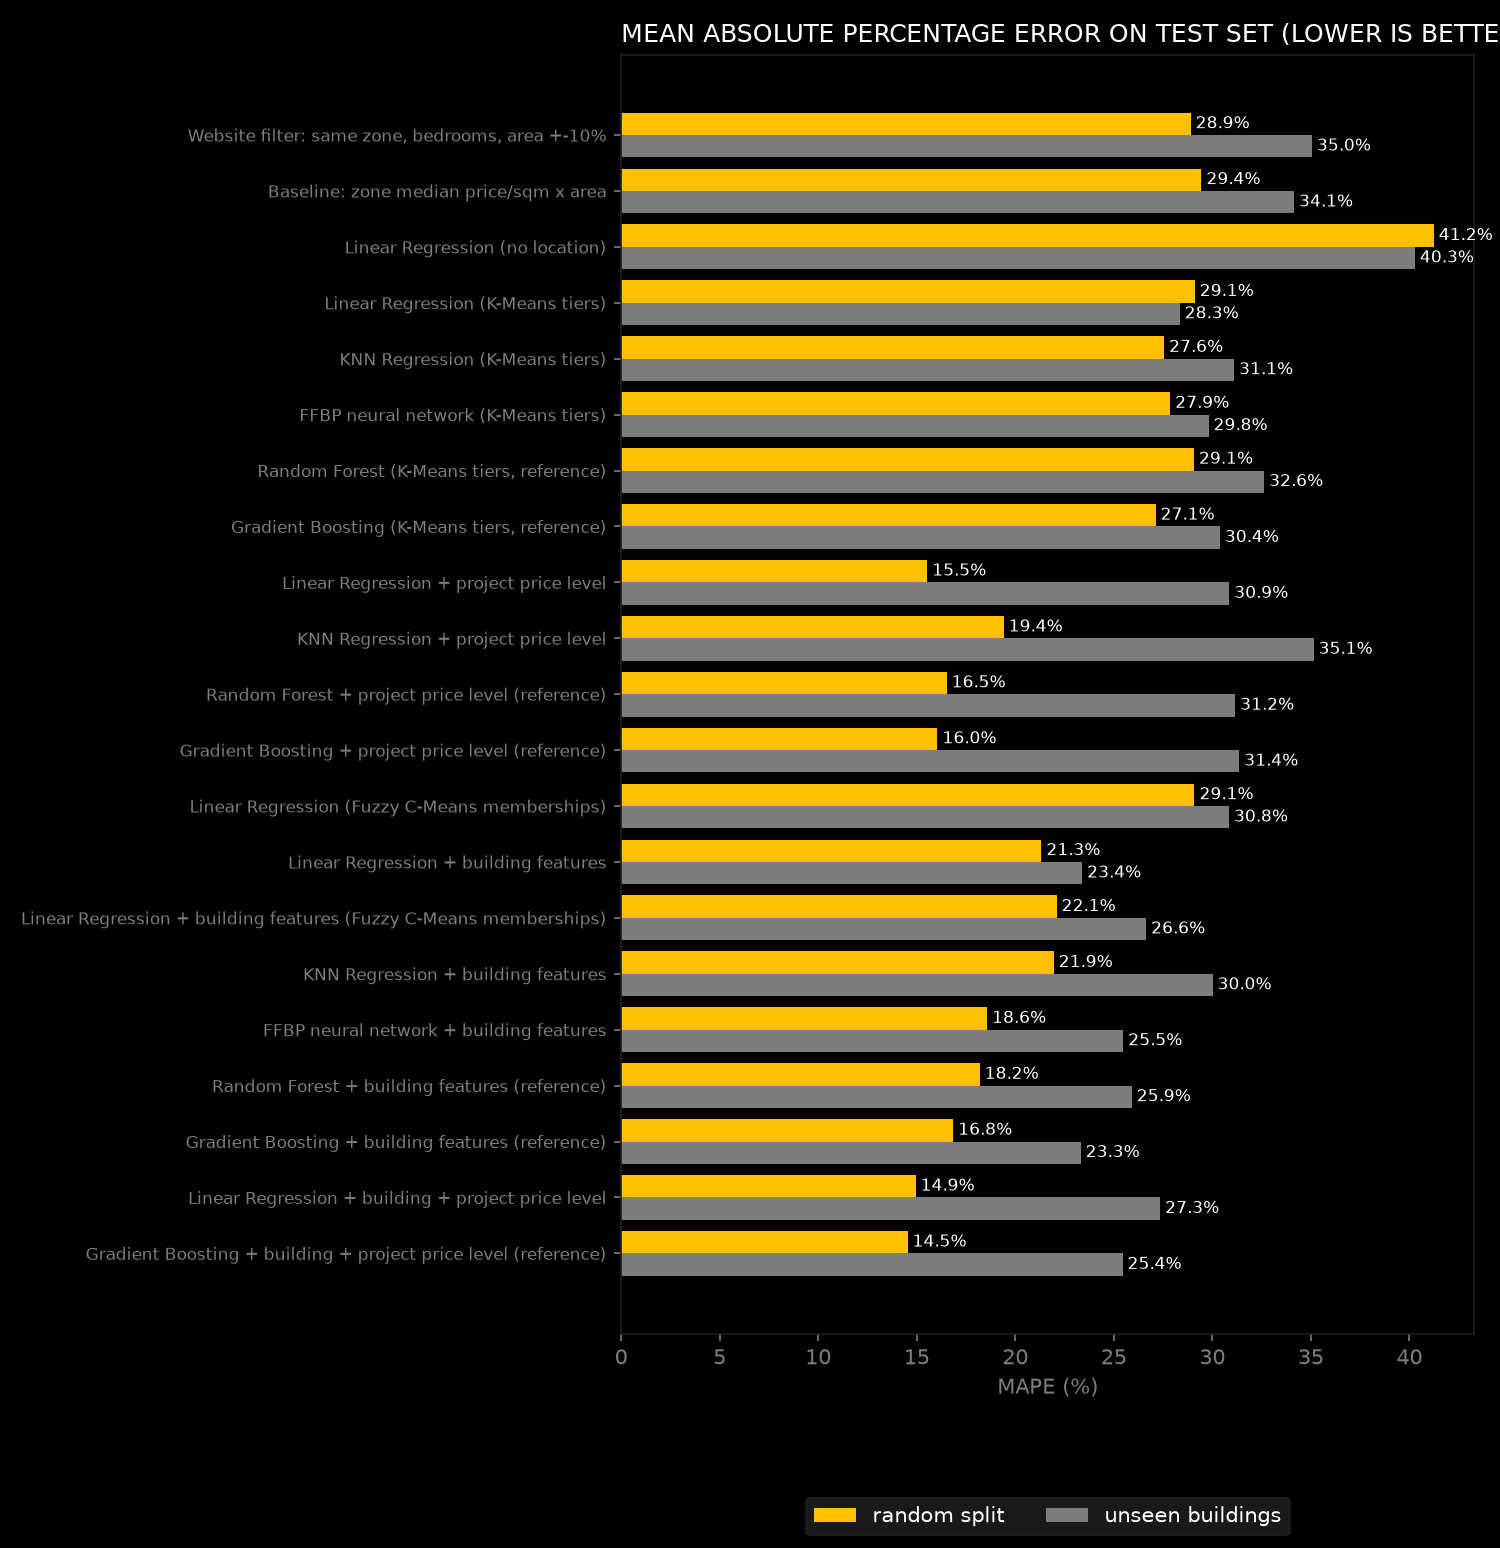 MEAN ABSOLUTE PERCENTAGE ERROR ON TEST SET (LOWER IS BETTE
Website filter: same zone, bedrooms, area +-10%
28.9%
35.0%
Baseline: zone median price/sqm x area
29.4%
34.1%
Linear Regression (no location)
41.2%
40.3%
Linear Regression (K-Means tiers)
29.1%
28.3%
KNN Regression (K-Means tiers)
27.6%
31.1%
FFBP neural network (K-Means tiers)
27.9%
29.8%
Random Forest (K-Means tiers, reference)
29.1%
32.6%
Gradient Boosting (K-Means tiers, reference)
27.1%
30.4%
Linear Regression + project price level
15.5%
30.9%
KNN Regression + project price level
19.4%
35.1%
Random Forest + project price level (reference)
16.5%
31.2%
Gradient Boosting + project price level (reference)
16.0%
31.4%
Linear Regression (Fuzzy C-Means memberships)
29.1%
30.8%
Linear Regression + building features
21.3%
23.4%
Linear Regression + building features (Fuzzy C-Means memberships)
22.1%
26.6%
KNN Regression + building features
21.9%
30.0%
FFBP neural network + building features
18.6%
25.5%
Random Forest + building features (reference)
18.2%
25.9%
Gradient Boosting + building features (reference)
16.8%
23.3%
Linear Regression + building + project price level
14.9%
27.3%
Gradient Boosting + building + project price level (reference)
14.5%
25.4%
0 5 10 15 20 25 30 35 40
MAPE (%)
random split unseen buildings